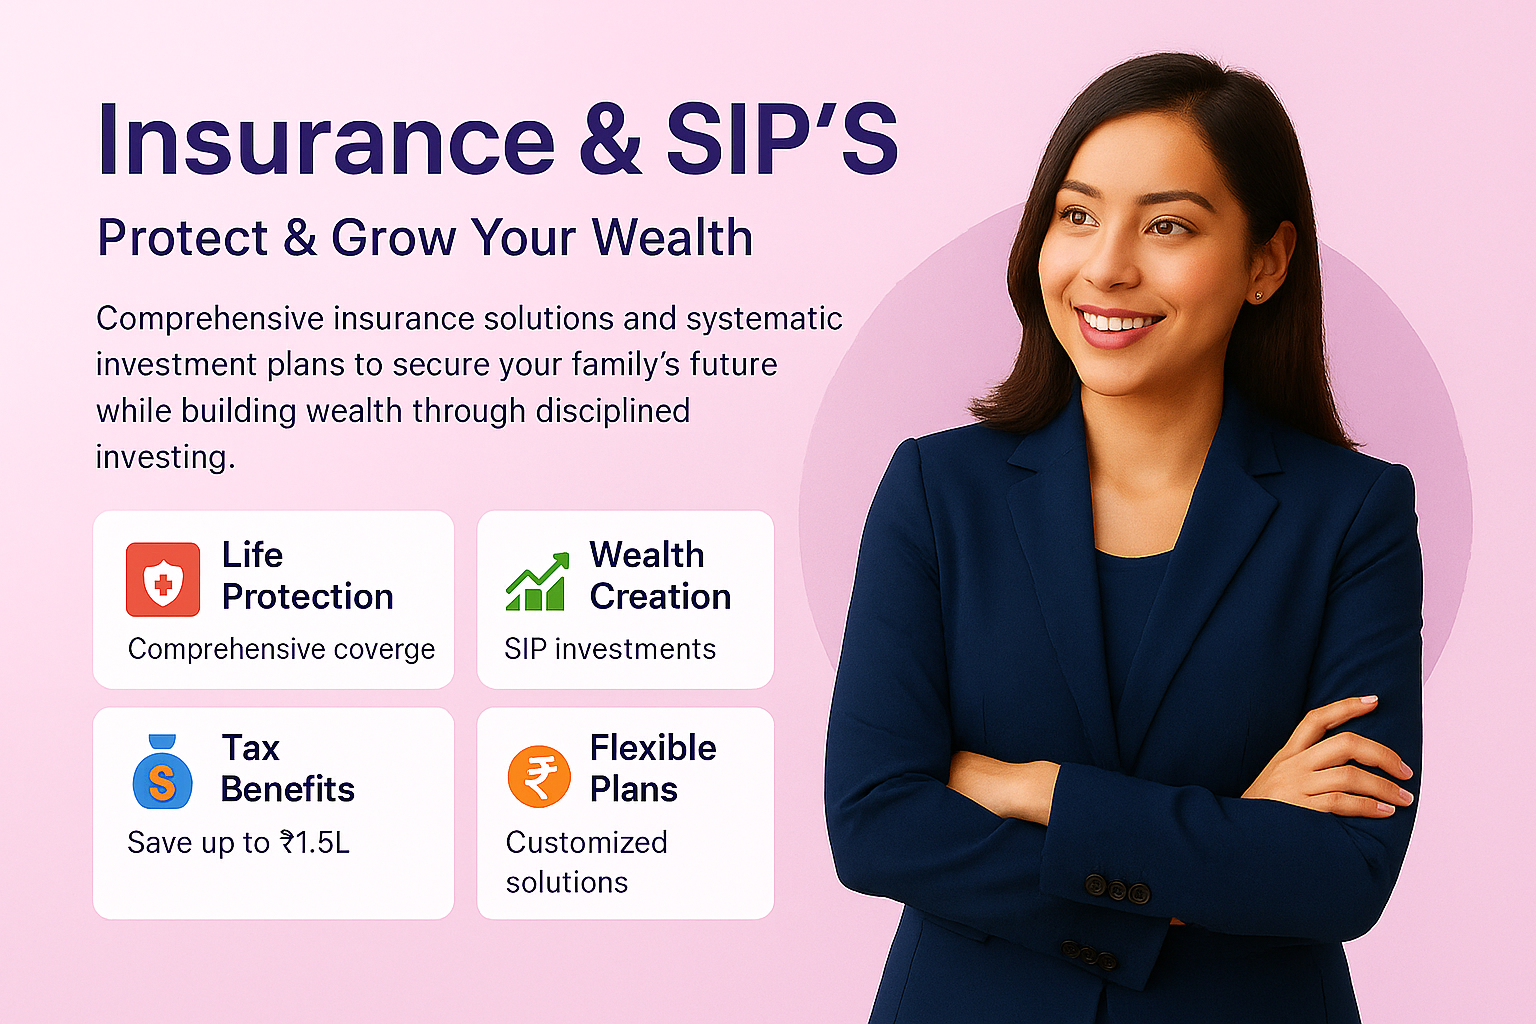 Insurance & SIP’S
Protect & Grow Your Wealth
Comprehensive insurance solutions and systematic
investment plans to secure your family’s future
while building wealth through disciplined
investing.
Life
Protection
Comprehensive coverge
Wealth
Creation
SIP investments
Tax
Benefits
Save up to ₹1.5L
Flexible
Plans
Customized
solutions